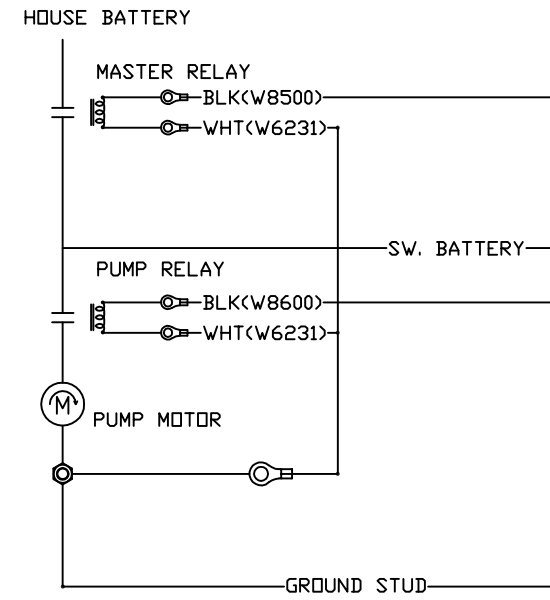 HOUSE BATTERY
MASTER RELAY
BLK(W8500)
WHT(W6231)
SW. BATTERY
PUMP RELAY
BLK(W8600)
WHT(W6231)
M
PUMP MOTOR
GROUND STUD